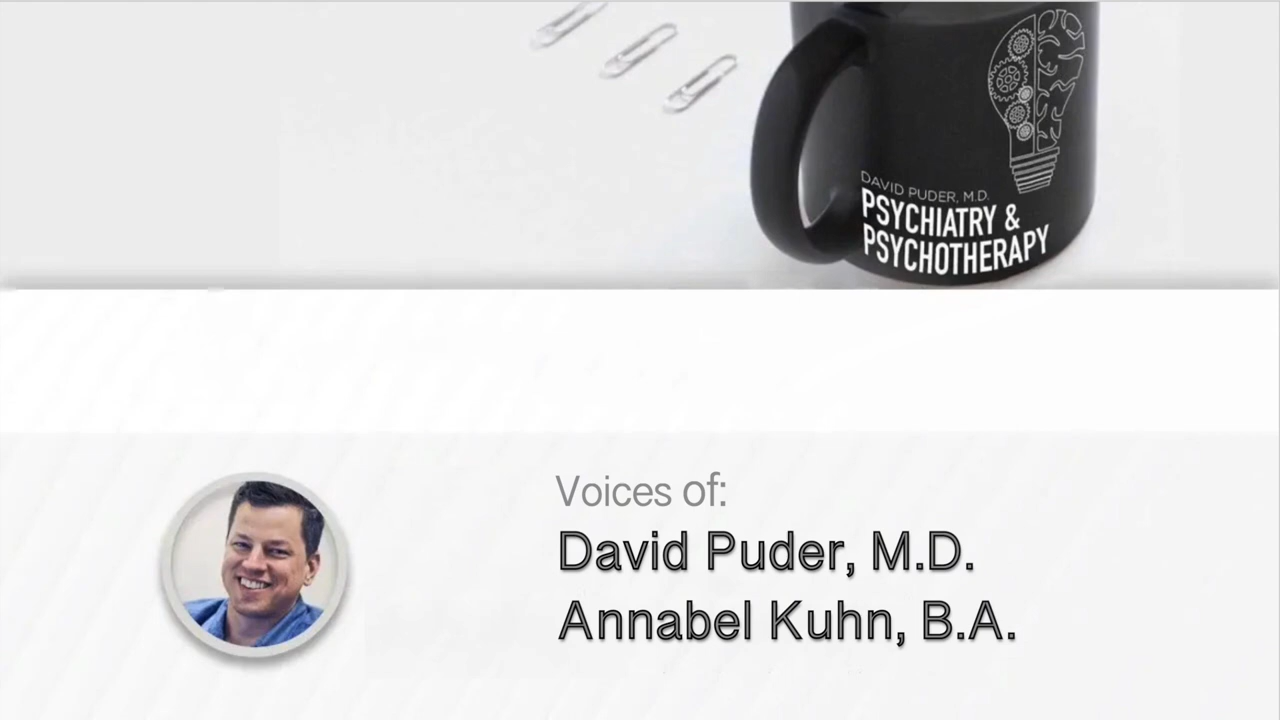 DAVID PUDER, M.D.
PSYCHIATRY &
PSYCHOTHERAPY
Voices of:
David Puder, M.D.
Annabel Kuhn, B.A.